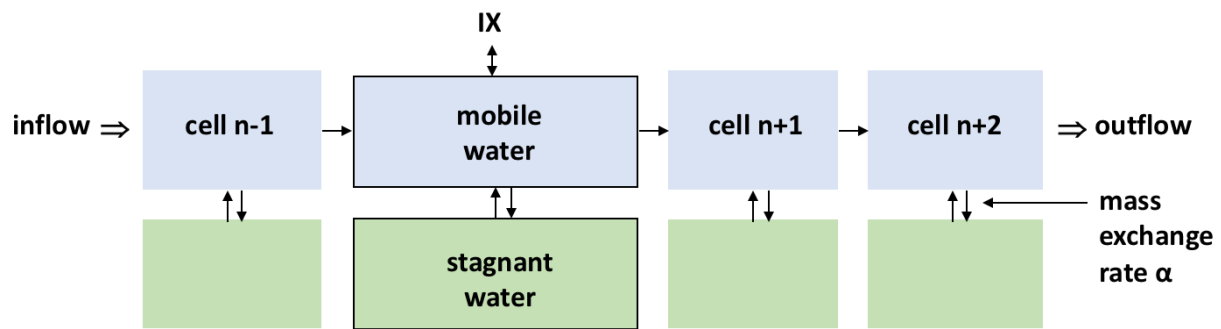 IX
inflow ⇒
cell n-1
mobile
water
cell n+1
cell n+2
⇒ outflow
stagnant
water
mass
exchange
rate α